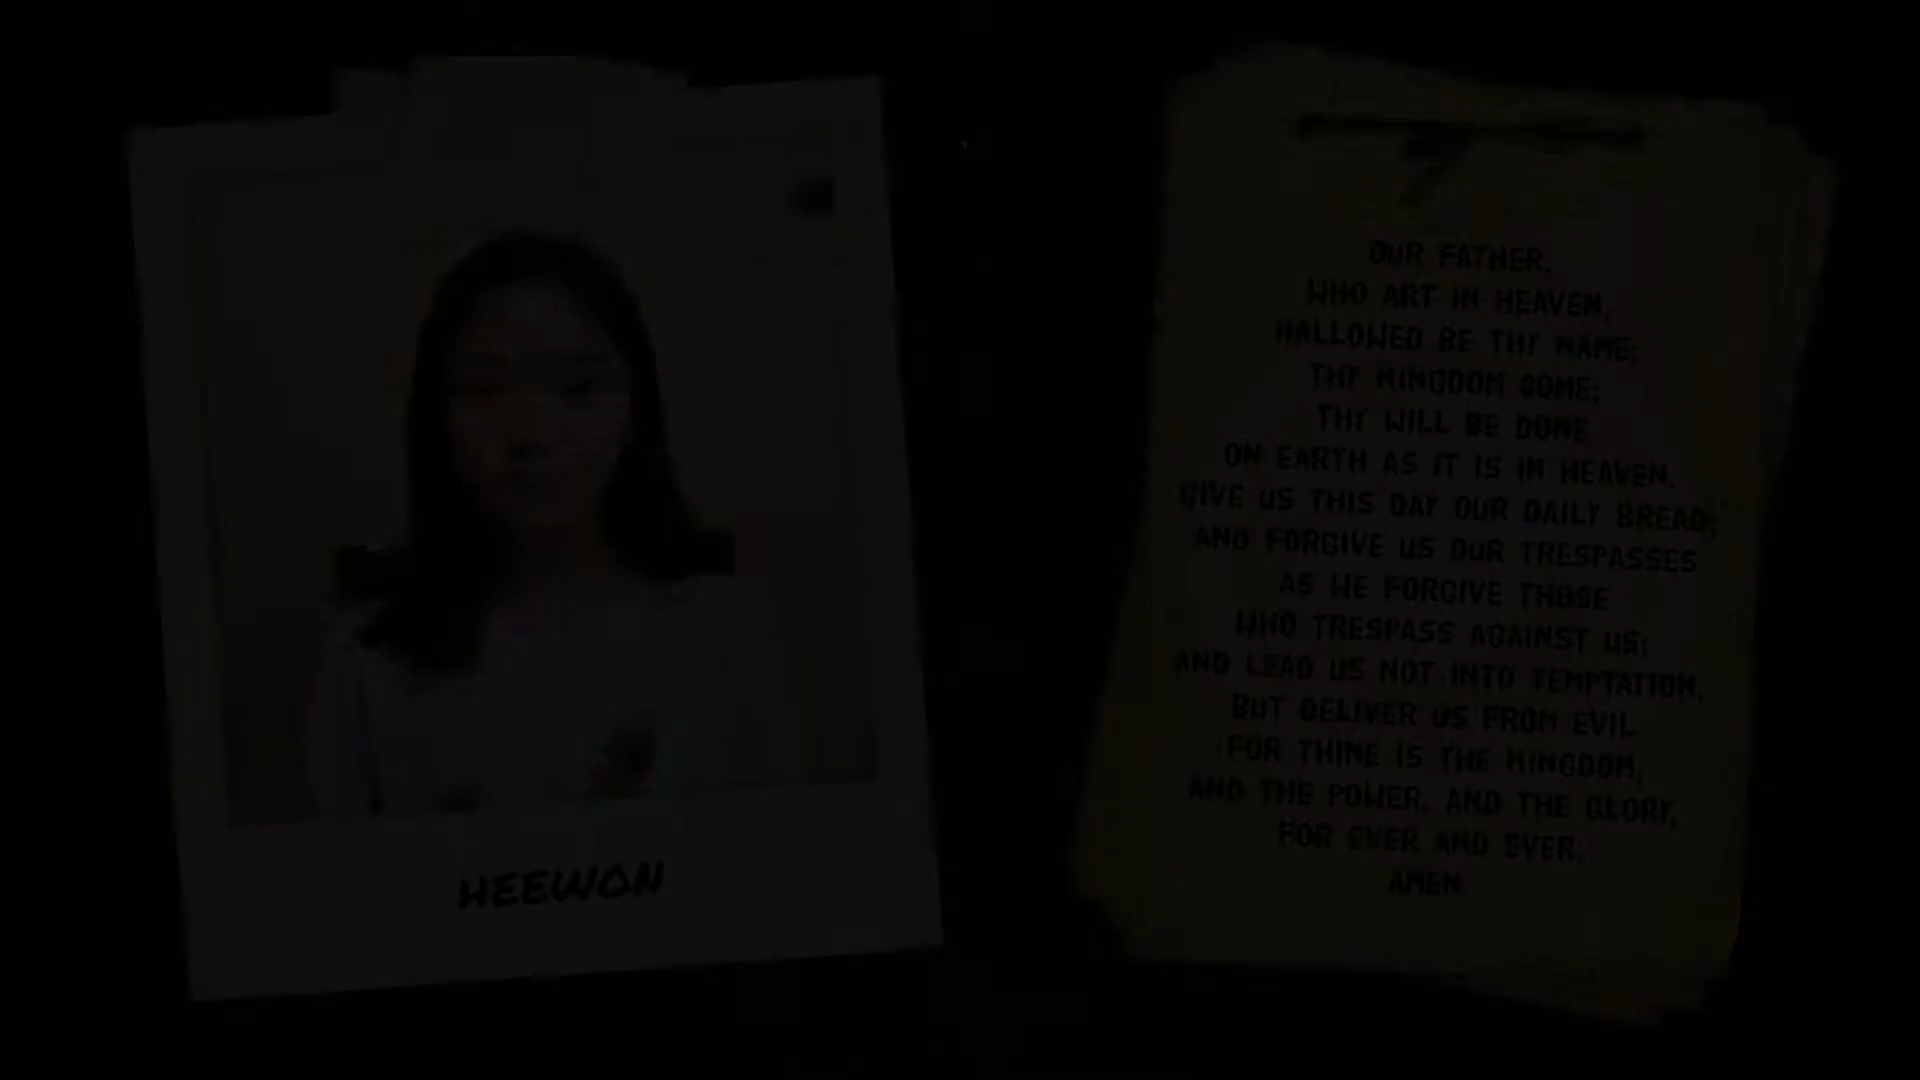 HEEWON
OUR FATHER,
WHO ART IN HEAVEN,
HALLOWED BE THY NAME;
THY KINGDOM COME;
THY WILL BE DONE
ON EARTH AS IT IS IN HEAVEN.
GIVE US THIS DAY OUR DAILY BREAD;
AND FORGIVE US OUR TRESPASSES
AS WE FORGIVE THOSE
WHO TRESPASS AGAINST US;
AND LEAD US NOT INTO TEMPTATION,
BUT DELIVER US FROM EVIL.
FOR THINE IS THE KINGDOM,
AND THE POWER, AND THE GLORY,
FOR EVER AND EVER.
AMEN.